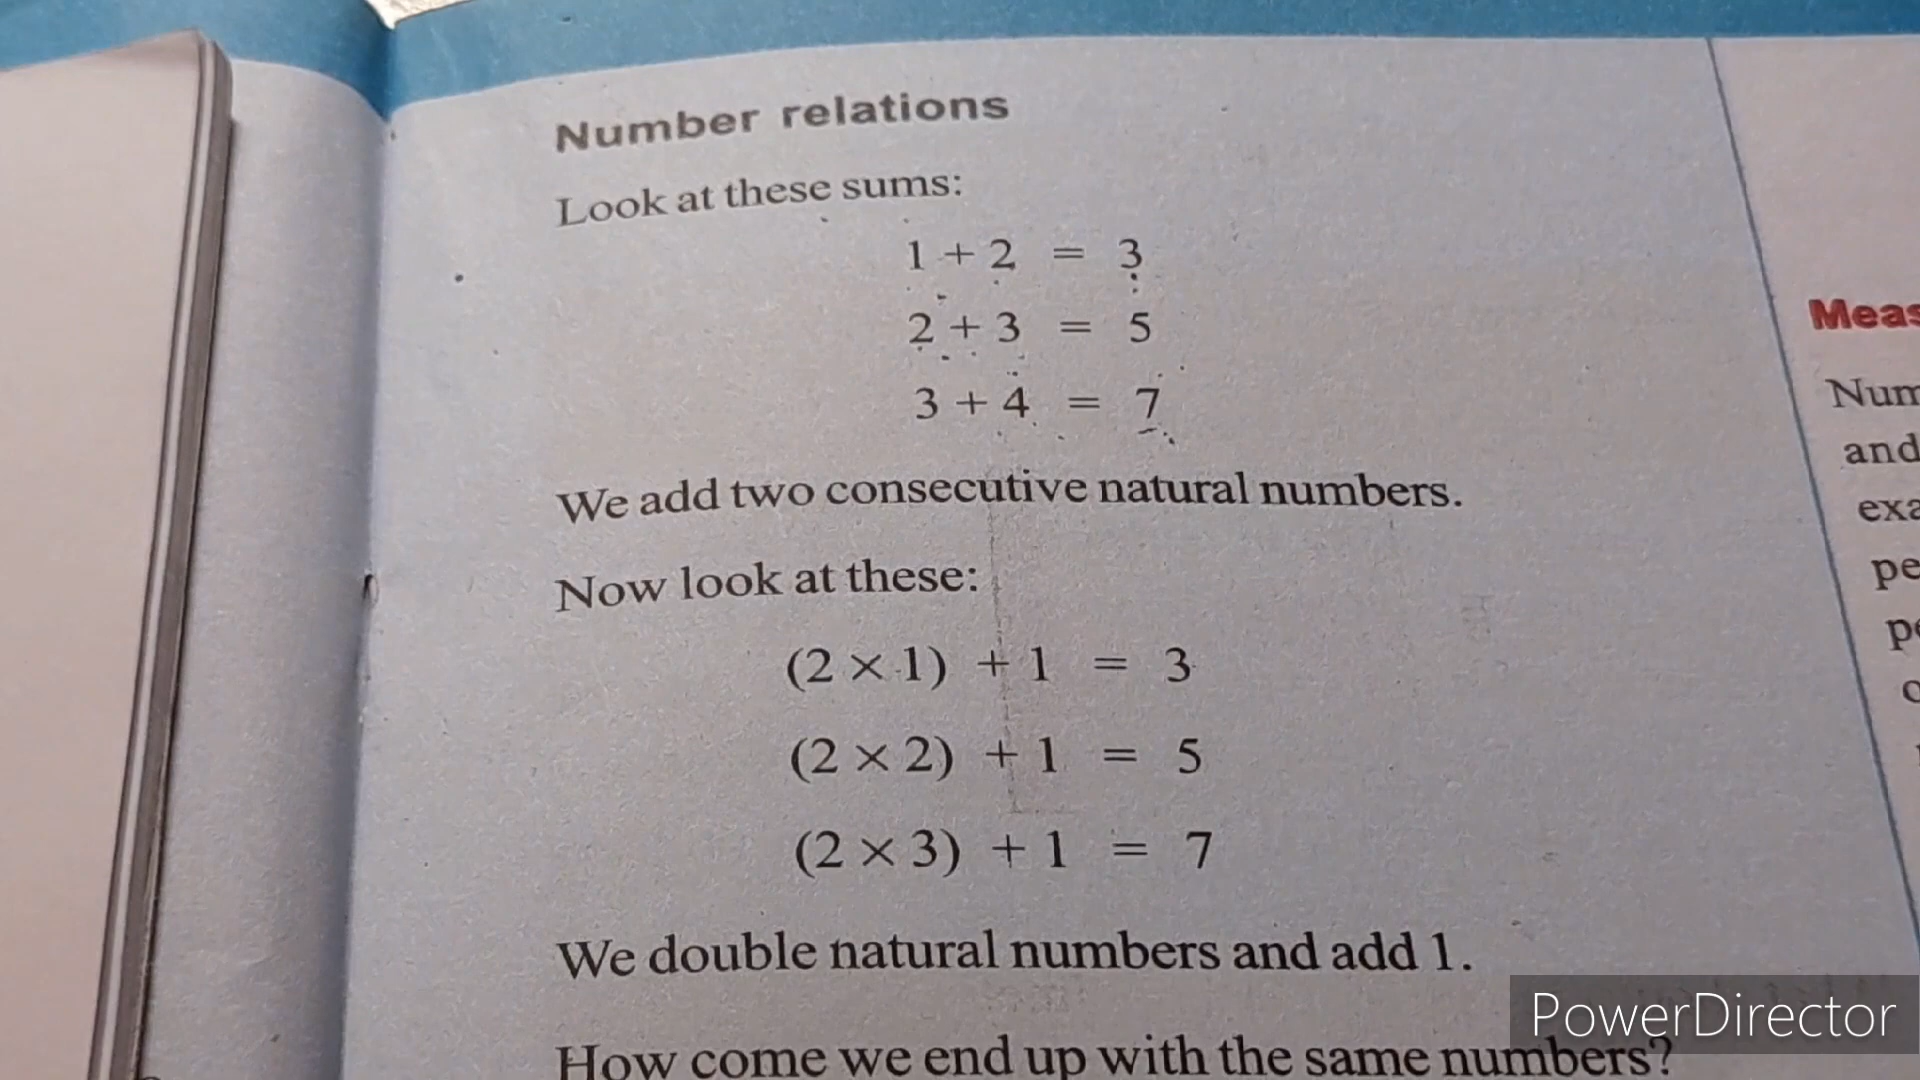 Number relations
Look at these sums:
1 + 2 = 3
2 + 3 = 5
3 + 4 = 7
We add two consecutive natural numbers.
Now look at these:
(2 × 1) + 1 = 3
(2 × 2) + 1 = 5
(2 × 3) + 1 = 7
We double natural numbers and add 1.
How come we end up with the same numbers?
Meas
Num
and
exa
pe
pe
PowerDirector